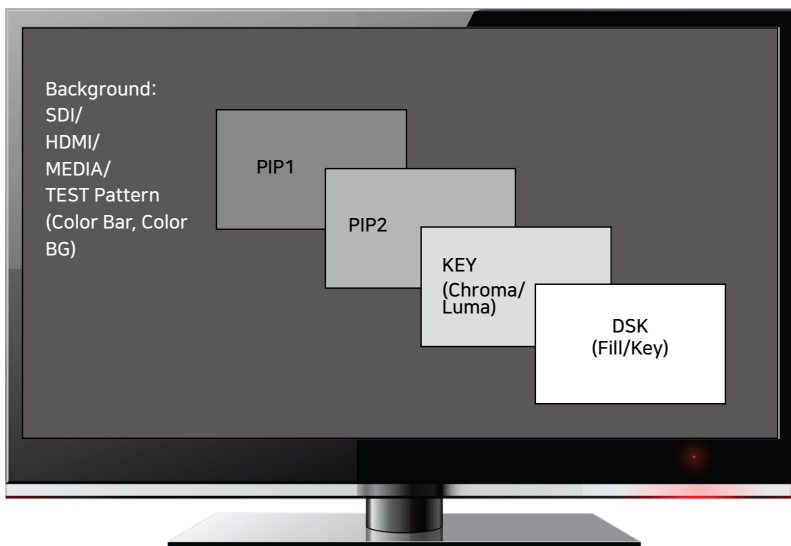 Background:
SDI/
HDMI/
MEDIA/
TEST Pattern
(Color Bar, Color
BG)
PIP1
PIP2
KEY
(Chroma/
Luma)
DSK
(Fill/Key)